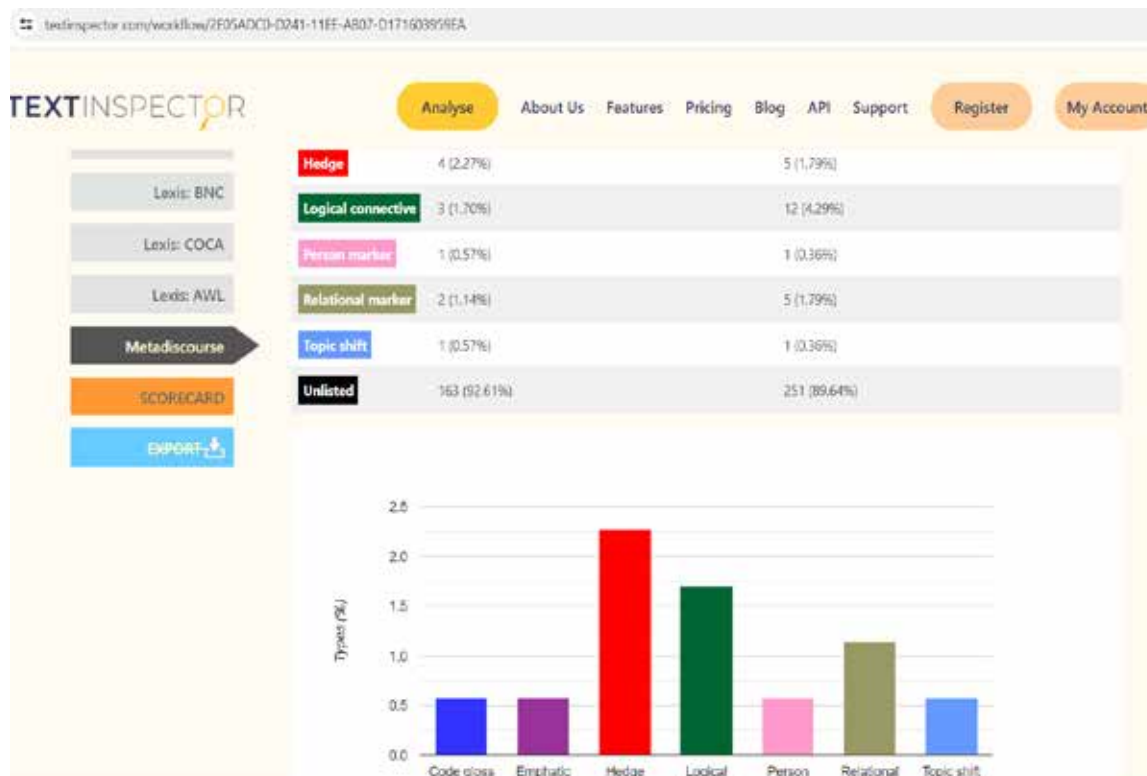 textinspector.com/workflow/2E05ADC0-D241-11EE-A807-D1716039S9EA
TEXTINSPECTOR
Analyse
About Us
Features
Pricing
Blog
API
Support
Register
My Account
Lexis: BNC
Lexis: COCA
Lexis: AWL
Metadiscourse
SCORECARD
EXPORT
Hedge 4 (2.27%) 5 (1.79%)
Logical connective 3 (1.70%) 12 (4.29%)
Person marker 1 (0.57%) 1 (0.36%)
Relational marker 2 (1.14%) 5 (1.79%)
Topic shift 1 (0.57%) 1 (0.36%)
Unlisted 163 (92.61%) 251 (89.64%)
2.5
2.0
1.5
1.0
0.5
0.0
Types (%)
Code gloss Emphatic Hedge Logical Person Relational Topic shift